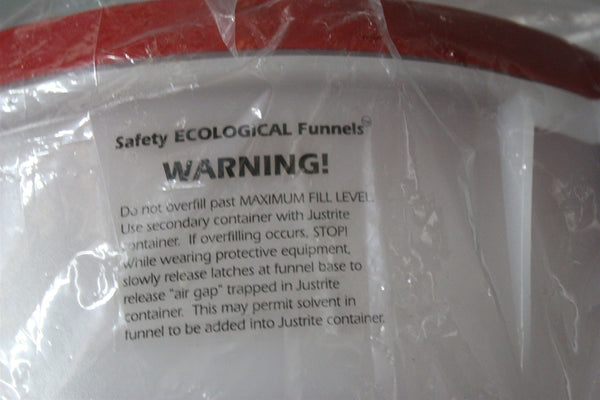 Safety ECOLOGICAL Funnels™
WARNING!
Do not overfill past MAXIMUM FILL LEVEL.
Use secondary container with Justrite
container. If overfilling occurs, STOP!
While wearing protective equipment,
slowly release latches at funnel base to
release "air gap" trapped in Justrite
container. This may permit solvent in
funnel to be added into Justrite container.